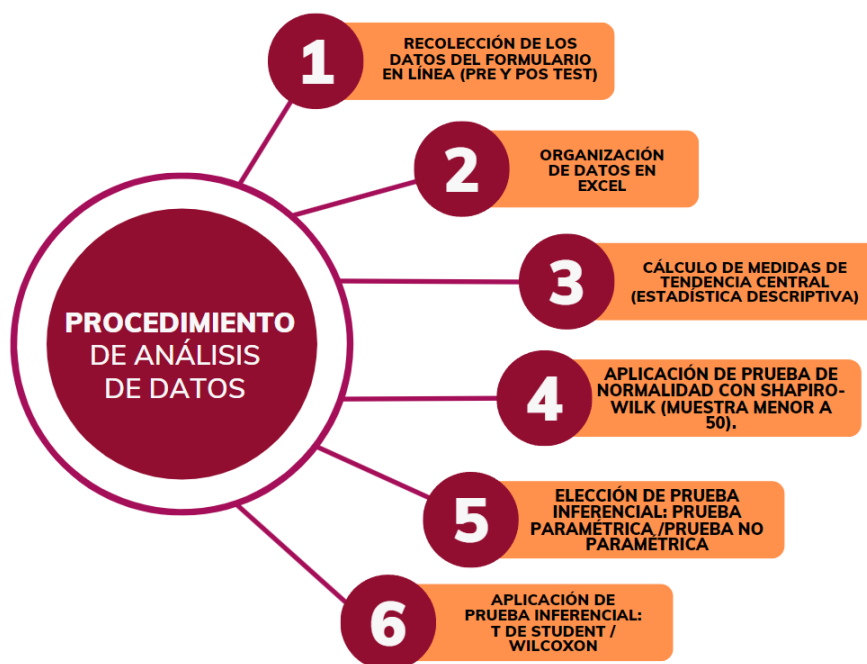 1
RECOLECCIÓN DE LOS
DATOS DEL FORMULARIO
EN LÍNEA (PRE Y POS TEST)
2
ORGANIZACIÓN
DE DATOS EN
EXCEL
3
CÁLCULO DE MEDIDAS DE
TENDENCIA CENTRAL
(ESTADÍSTICA DESCRIPTIVA)
PROCEDIMIENTO
DE ANÁLISIS
DE DATOS
4
APLICACIÓN DE PRUEBA DE
NORMALIDAD CON SHAPIRO-
WILK (MUESTRA MENOR A
50).
5
ELECCIÓN DE PRUEBA
INFERENCIAL: PRUEBA
PARAMÉTRICA /PRUEBA NO
PARAMÉTRICA
6
APLICACIÓN DE
PRUEBA INFERENCIAL:
T DE STUDENT /
WILCOXON